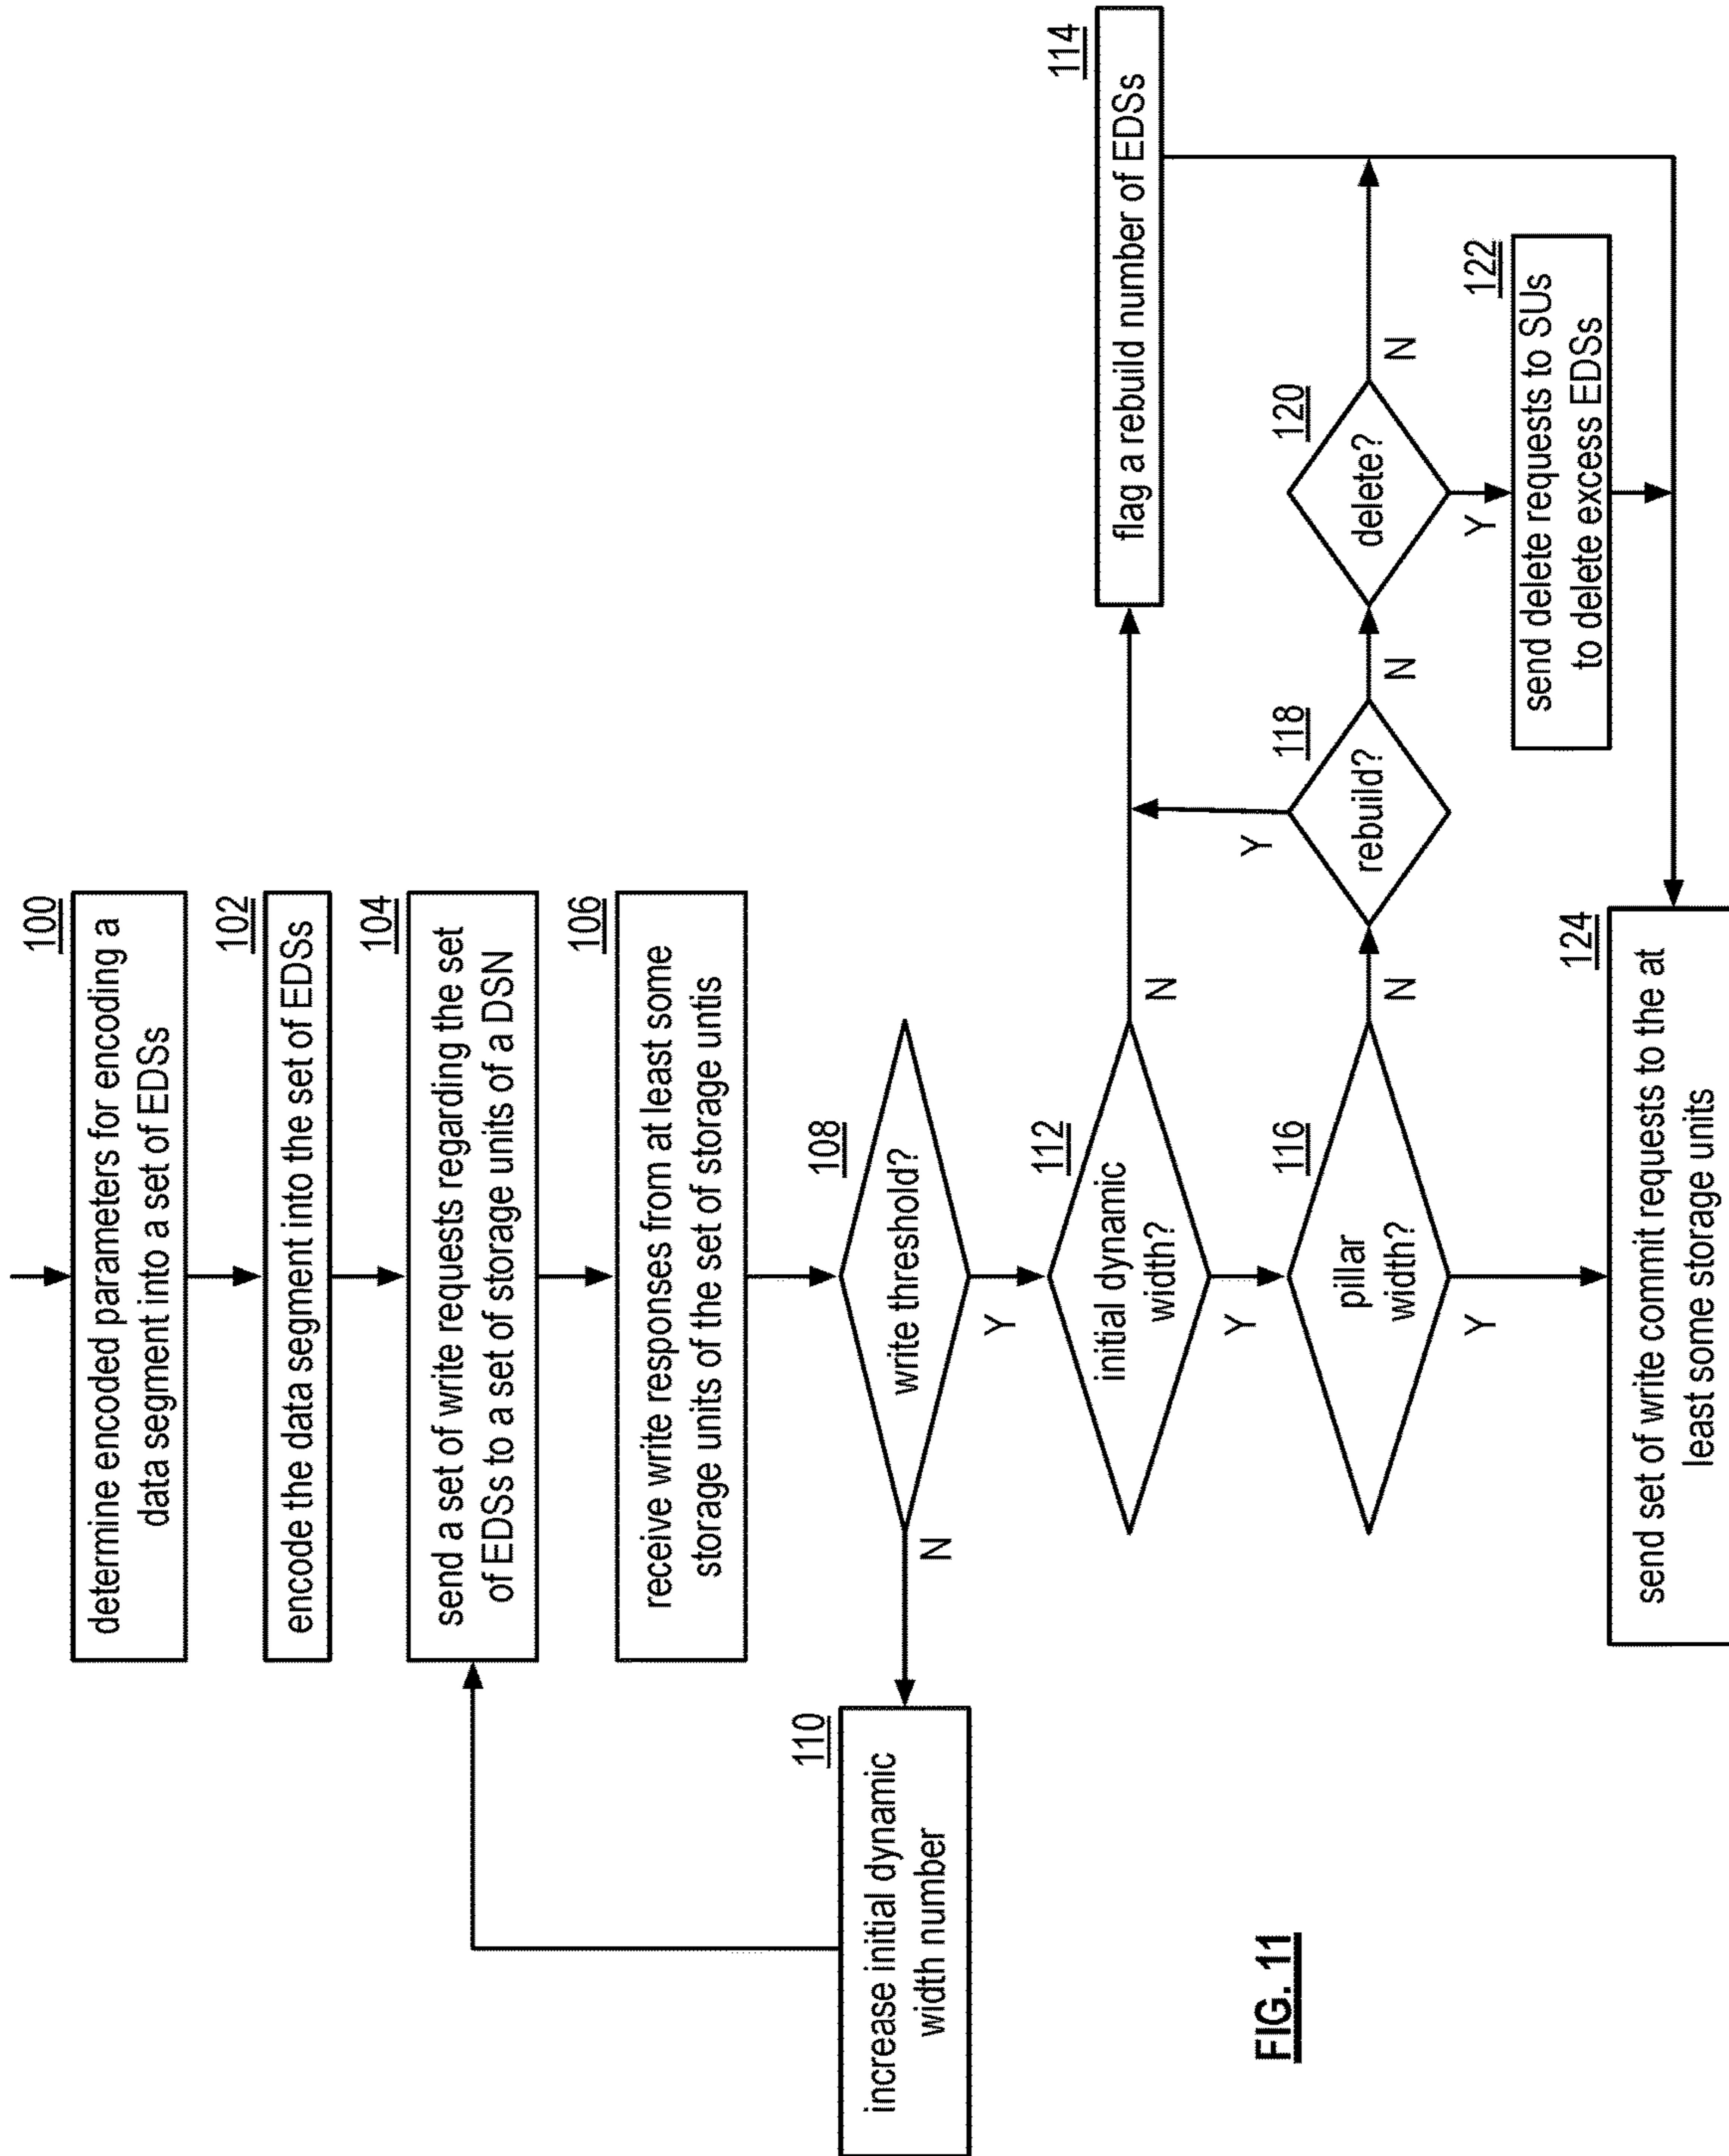 100
determine encoded parameters for encoding a
data segment into a set of EDSs
102
encode the data segment into the set of EDSs
104
send a set of write requests regarding the set
of EDSs to a set of storage units of a DSN
106
receive write responses from at least some
storage units of the set of storage untis
108
write threshold?
N
Y
110
increase initial dynamic
width number
112
initial dynamic
width?
N
Y
114
flag a rebuild number of EDSs
116
pillar
width?
N
Y
118
rebuild?
Y
N
120
delete?
N
Y
122
send delete requests to SUs
to delete excess EDSs
124
send set of write commit requests to the at
least some storage units
FIG. 11